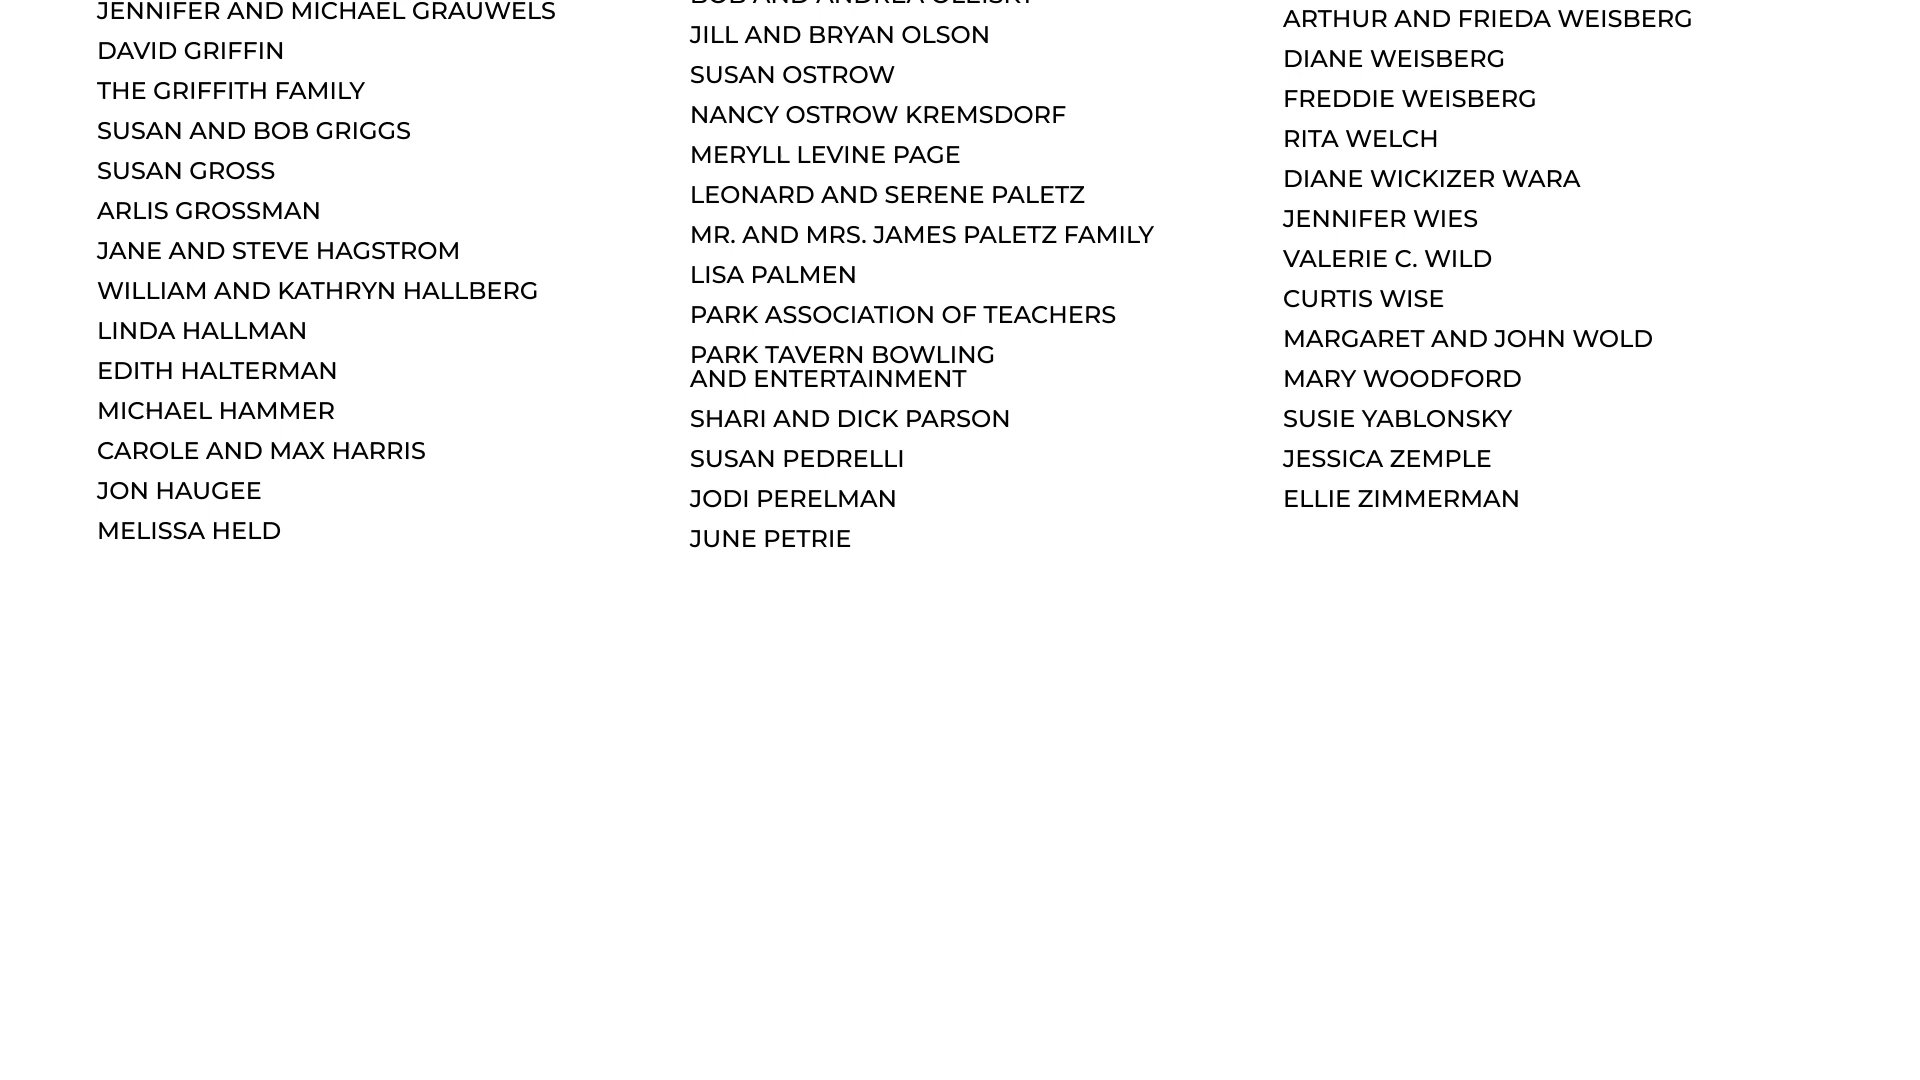 JENNIFER AND MICHAEL GRAUWELS
DAVID GRIFFIN
THE GRIFFITH FAMILY
SUSAN AND BOB GRIGGS
SUSAN GROSS
ARLIS GROSSMAN
JANE AND STEVE HAGSTROM
WILLIAM AND KATHRYN HALLBERG
LINDA HALLMAN
EDITH HALTERMAN
MICHAEL HAMMER
CAROLE AND MAX HARRIS
JON HAUGEE
MELISSA HELD
JILL AND BRYAN OLSON
SUSAN OSTROW
NANCY OSTROW KREMSDORF
MERYLL LEVINE PAGE
LEONARD AND SERENE PALETZ
MR. AND MRS. JAMES PALETZ FAMILY
LISA PALMEN
PARK ASSOCIATION OF TEACHERS
PARK TAVERN BOWLING
AND ENTERTAINMENT
SHARI AND DICK PARSON
SUSAN PEDRELLI
JODI PERELMAN
JUNE PETRIE
ARTHUR AND FRIEDA WEISBERG
DIANE WEISBERG
FREDDIE WEISBERG
RITA WELCH
DIANE WICKIZER WARA
JENNIFER WIES
VALERIE C. WILD
CURTIS WISE
MARGARET AND JOHN WOLD
MARY WOODFORD
SUSIE YABLONSKY
JESSICA ZEMPLE
ELLIE ZIMMERMAN